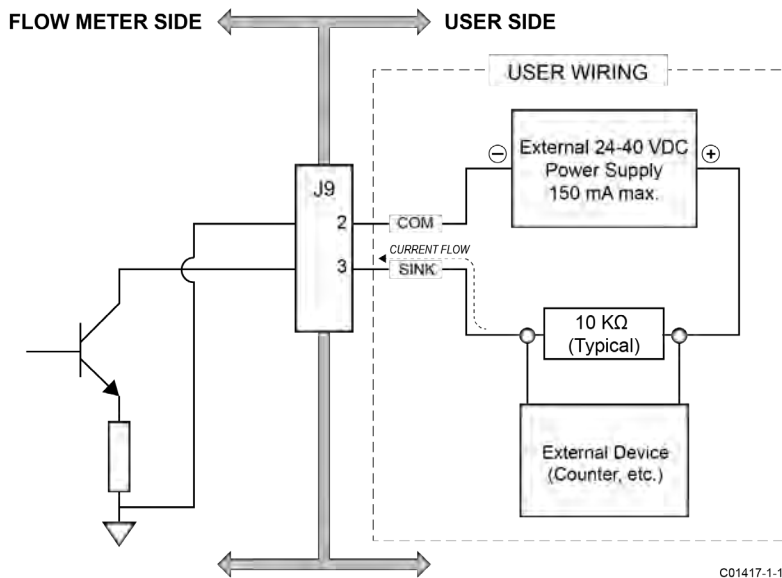 FLOW METER SIDE
USER SIDE
USER WIRING
External 24-40 VDC
Power Supply
150 mA max.
J9
2
COM
CURRENT FLOW
3
SINK
10 KΩ
(Typical)
External Device
(Counter, etc.)
C01417-1-1